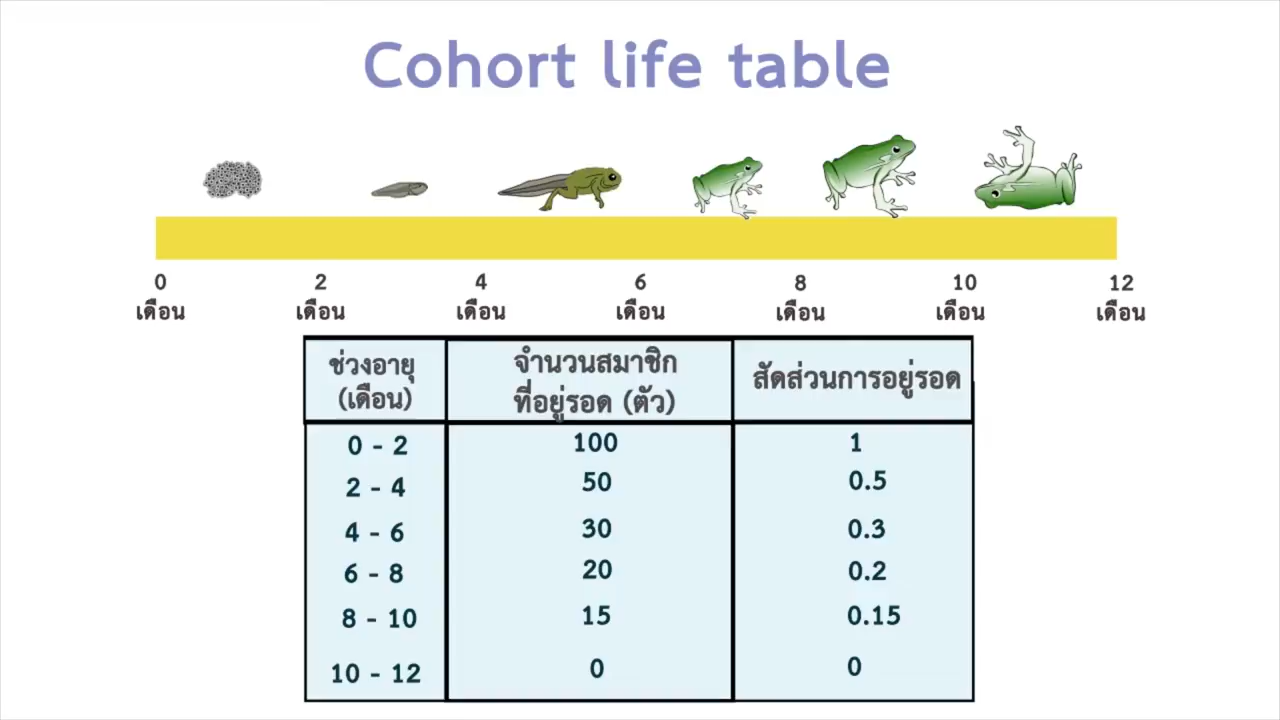 Cohort life table
0 2 4 6 8 10 12
เดือน เดือน เดือน เดือน เดือน เดือน เดือน
ช่วงอายุ (เดือน) จำนวนสมาชิก ที่อยู่รอด (ตัว) สัดส่วนการอยู่รอด
0 - 2 100 1
2 - 4 50 0.5
4 - 6 30 0.3
6 - 8 20 0.2
8 - 10 15 0.15
10 - 12 0 0